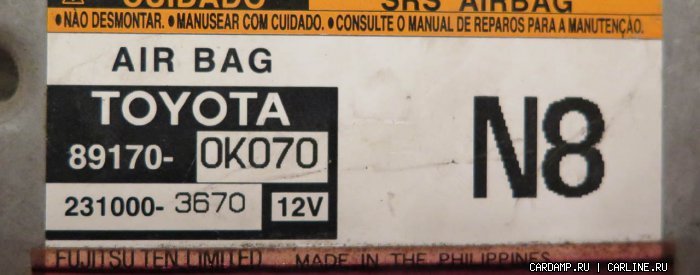 CUIDADO SRS AIRBAG
•NÃO DESMONTAR. •MANUSEAR COM CUIDADO. •CONSULTE O MANUAL DE REPAROS PARA A MANUTENÇÃO.
AIR BAG
TOYOTA
89170-0K070
N8
231000-3670 12V
FUJITSU TEN LIMITED MADE IN THE PHILIPPINES
CARDAMP.RU | CARLINE.RU